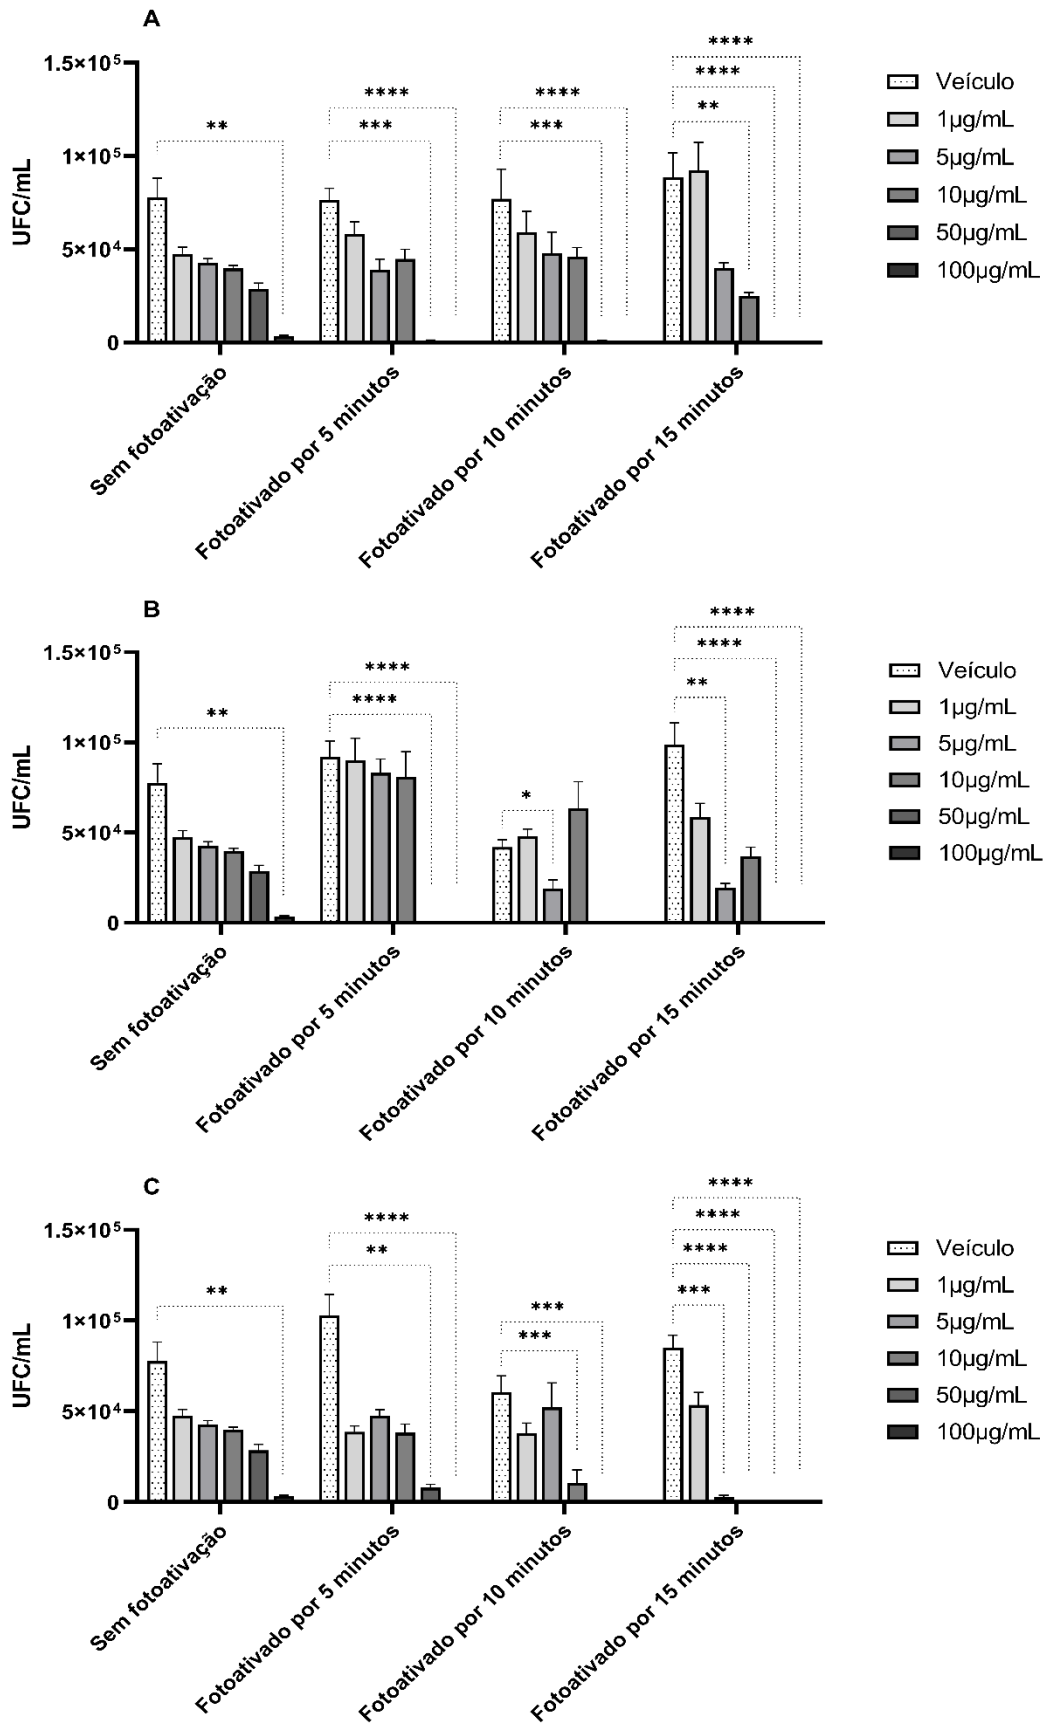 A
****
1.5×10⁵
****
Veículo
****
****
**
1µg/mL
**
***
***
1×10⁵
5µg/mL
UFC/mL
10µg/mL
5×10⁴
50µg/mL
100µg/mL
0
Sem fotoativação
Fotoativado por 5 minutos
Fotoativado por 10 minutos
Fotoativado por 15 minutos
B
****
1.5×10⁵
****
****
Veículo
****
**
1µg/mL
**
1×10⁵
5µg/mL
*
UFC/mL
10µg/mL
5×10⁴
50µg/mL
100µg/mL
0
Sem fotoativação
Fotoativado por 5 minutos
Fotoativado por 10 minutos
Fotoativado por 15 minutos
C
****
1.5×10⁵
****
****
Veículo
**
****
1µg/mL
**
***
***
1×10⁵
5µg/mL
***
UFC/mL
10µg/mL
5×10⁴
50µg/mL
100µg/mL
0
Sem fotoativação
Fotoativado por 5 minutos
Fotoativado por 10 minutos
Fotoativado por 15 minutos